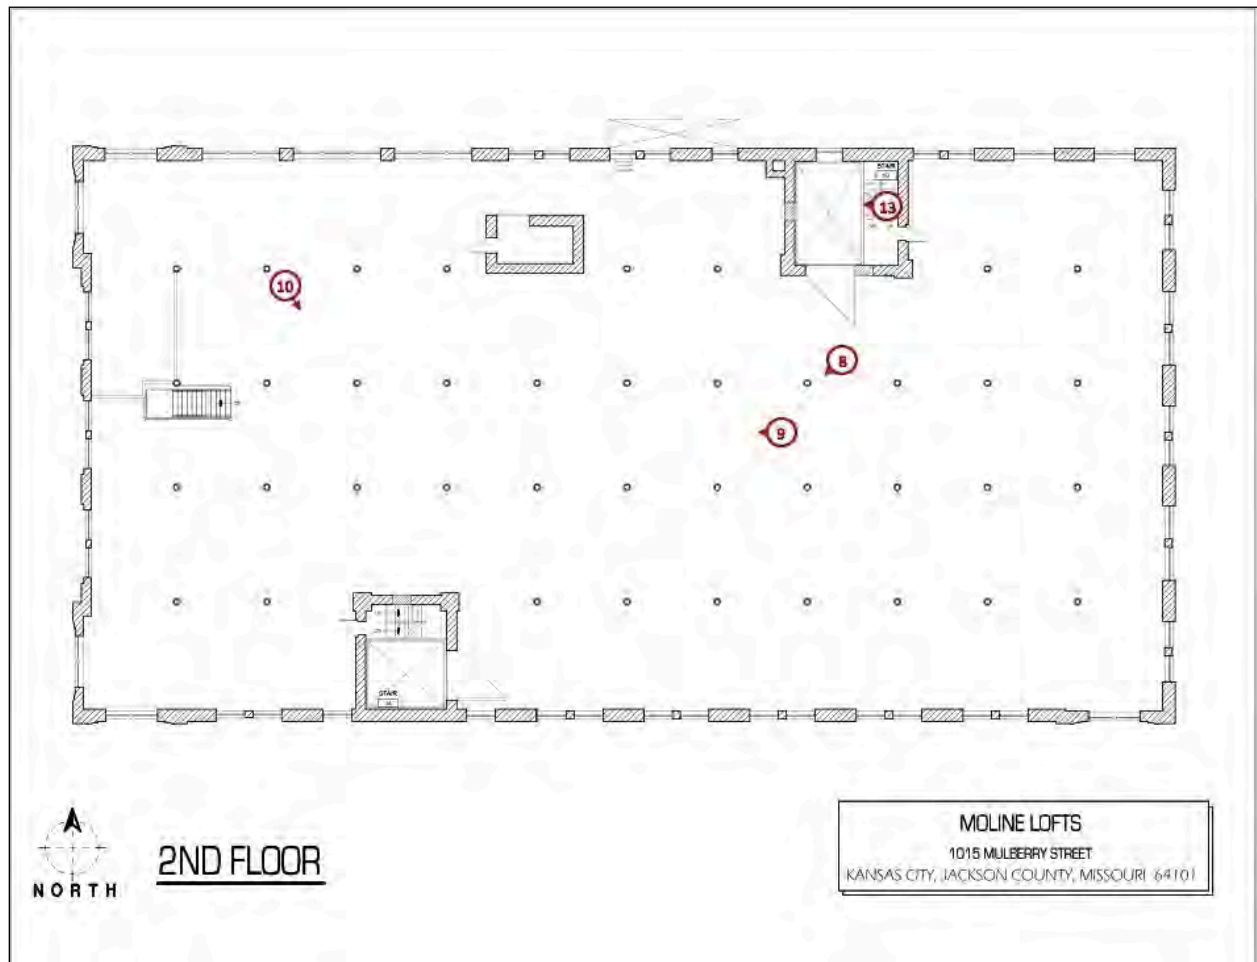 STAIR
13
10
8
9
STAIR
NORTH
2ND FLOOR
MOLINE LOFTS
1015 MULBERRY STREET
KANSAS CITY, JACKSON COUNTY, MISSOURI 64101